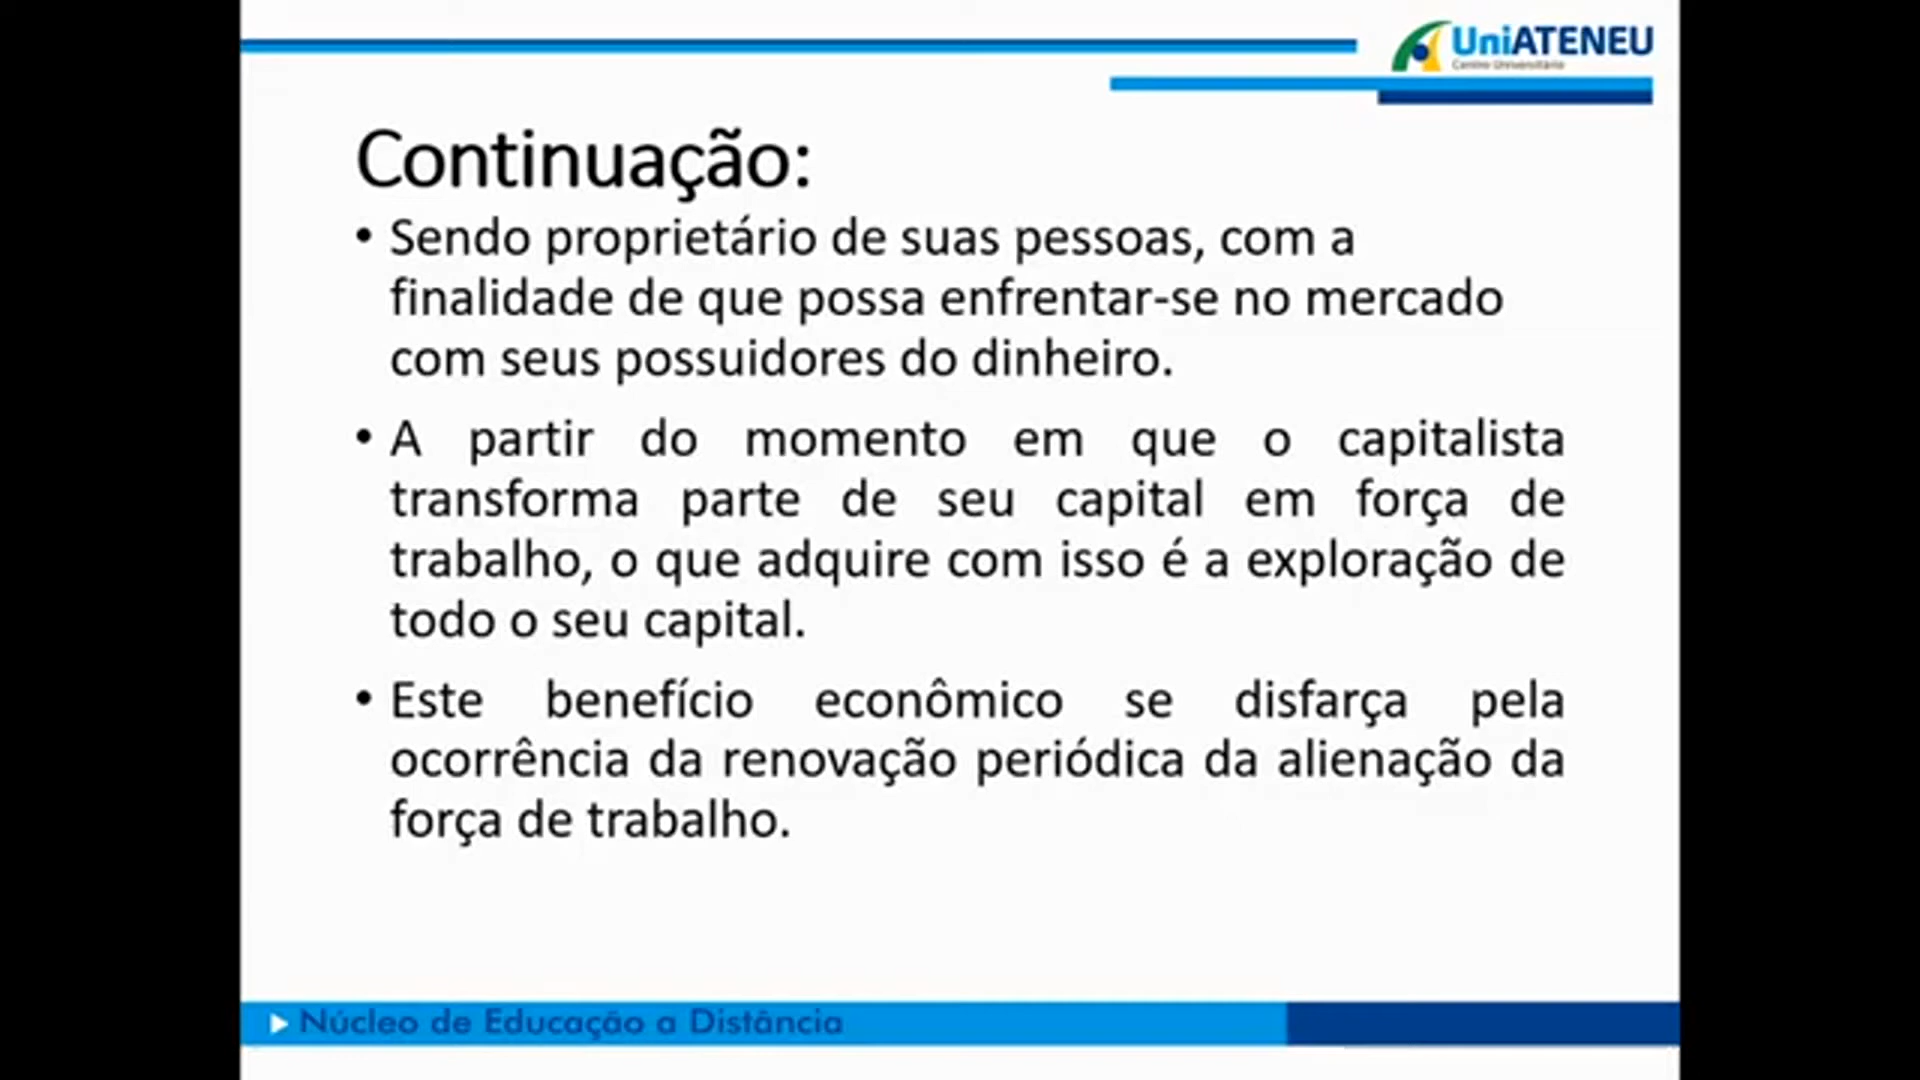 UniATENEU
Centro Universitário
Continuação:
• Sendo proprietário de suas pessoas, com a
finalidade de que possa enfrentar-se no mercado
com seus possuidores do dinheiro.
• A partir do momento em que o capitalista
transforma parte de seu capital em força de
trabalho, o que adquire com isso é a exploração de
todo o seu capital.
• Este benefício econômico se disfarça pela
ocorrência da renovação periódica da alienação da
força de trabalho.
Núcleo de Educação a Distância